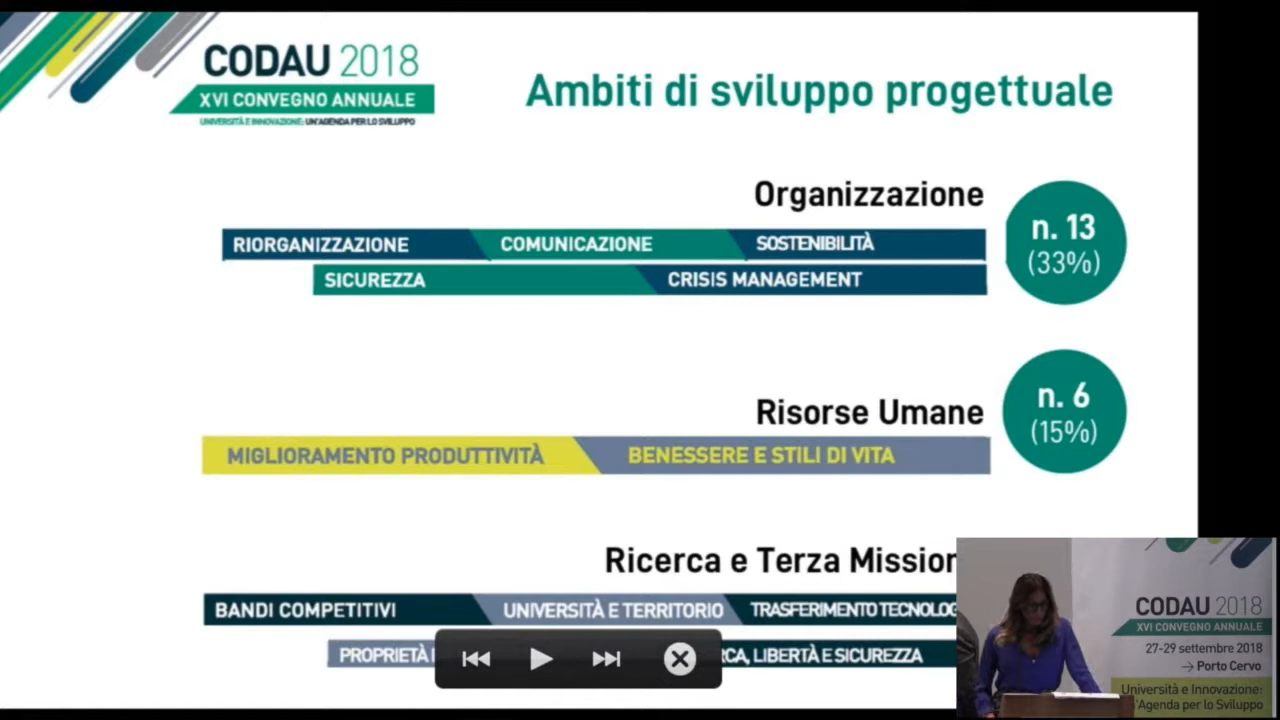 CODAU 2018
XVI CONVEGNO ANNUALE
UNIVERSITÀ E INNOVAZIONE: UN'AGENDA PER LO SVILUPPO
Ambiti di sviluppo progettuale
Organizzazione
RIORGANIZZAZIONE COMUNICAZIONE SOSTENIBILITÀ
SICUREZZA CRISIS MANAGEMENT
n. 13
(33%)
Risorse Umane
MIGLIORAMENTO PRODUTTIVITÀ BENESSERE E STILI DI VITA
n. 6
(15%)
Ricerca e Terza Mission
BANDI COMPETITIVI UNIVERSITÀ E TERRITORIO TRASFERIMENTO TECNOLOG
PROPRIETÀ RCA, LIBERTÀ E SICUREZZA
CODAU 2018
XVI CONVEGNO ANNUALE
27-29 settembre 2018
→ Porto Cervo
Università e Innovazione:
'Agenda per lo Sviluppo